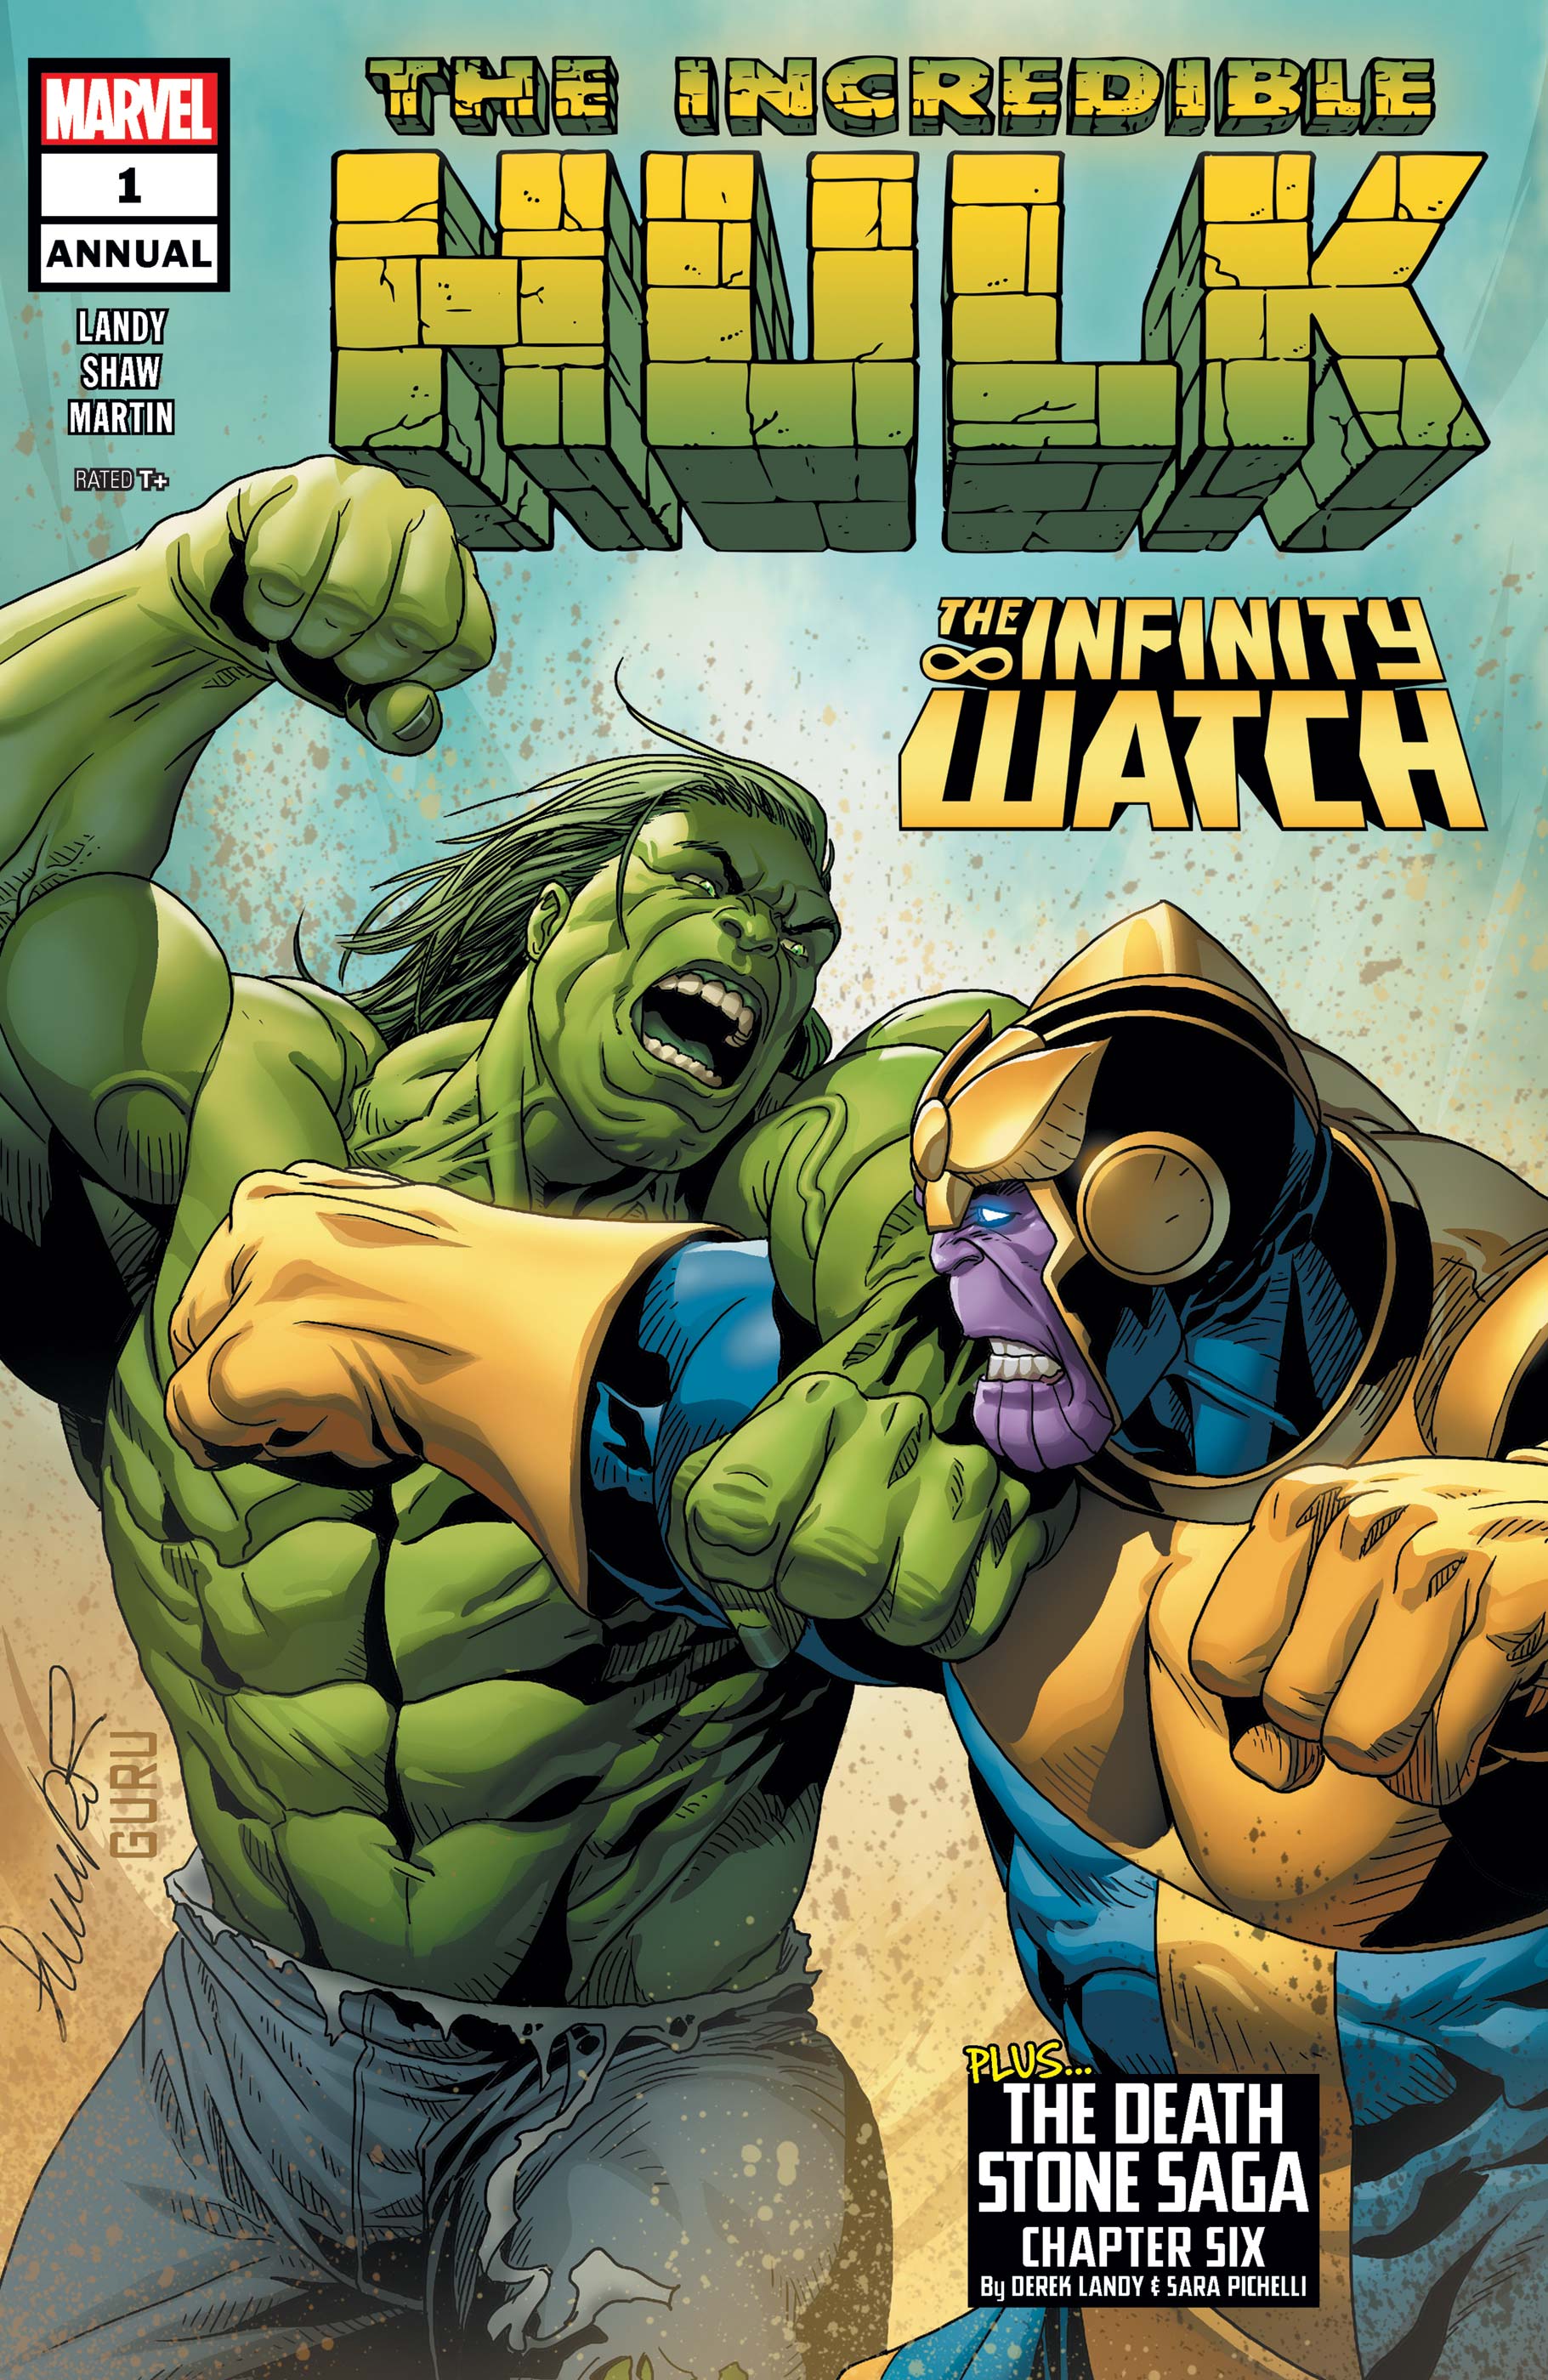 MARVEL
1
ANNUAL
LANDY
SHAW
MARTIN
RATED T+
THE INCREDIBLE
HULK
THE INFINITY
WATCH
GURU
PLUS...
THE DEATH
STONE SAGA
CHAPTER SIX
By DEREK LANDY & SARA PICHELLI